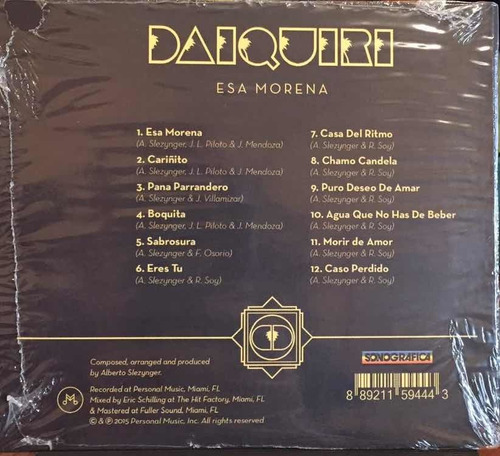 DAIQUIRI
ESA MORENA
1. Esa Morena
(A. Slezynger, J. L. Piloto & J. Mendoza)
2. Cariñito
(A. Slezynger, J. L. Piloto & J. Mendoza)
3. Pana Parrandero
(A. Slezynger & J. Villamizar)
4. Boquita
(A. Slezynger, J. L. Piloto & J. Mendoza)
5. Sabrosura
(A. Slezynger & F. Osorio)
6. Eres Tu
(A. Slezynger & R. Soy)
7. Casa Del Ritmo
(A. Slezynger & R. Soy)
8. Chamo Candela
(A. Slezynger & R. Soy)
9. Puro Deseo De Amar
(A. Slezynger & R. Soy)
10. Agua Que No Has De Beber
(A. Slezynger & R. Soy)
11. Morir de Amor
(A. Slezynger & R. Soy)
12. Caso Perdido
(A. Slezynger & R. Soy)
Composed, arranged and produced
by Alberto Slezynger.
Recorded at Personal Music, Miami, FL
Mixed by Eric Schilling at The Hit Factory, Miami, FL
& Mastered at Fuller Sound, Miami, FL
© & ℗ 2015 Personal Music, Inc. All rights reserved
SONOGRAFICA
8 89211 59444 3